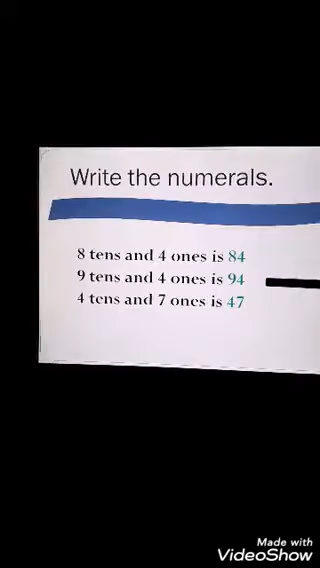 Write the numerals.
8 tens and 4 ones is 84
9 tens and 4 ones is 94
4 tens and 7 ones is 47
Made with
VideoShow